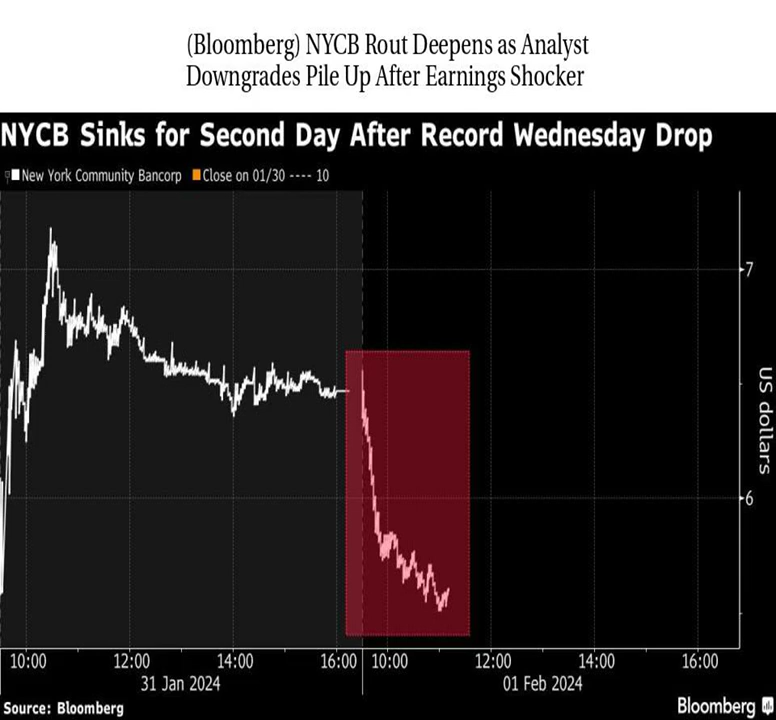 (Bloomberg) NYCB Rout Deepens as Analyst
Downgrades Pile Up After Earnings Shocker
NYCB Sinks for Second Day After Record Wednesday Drop
New York Community Bancorp Close on 01/30 ---- 10
7
US dollars
6
10:00 12:00 14:00 16:00 10:00 12:00 14:00 16:00
31 Jan 2024 01 Feb 2024
Source: Bloomberg Bloomberg